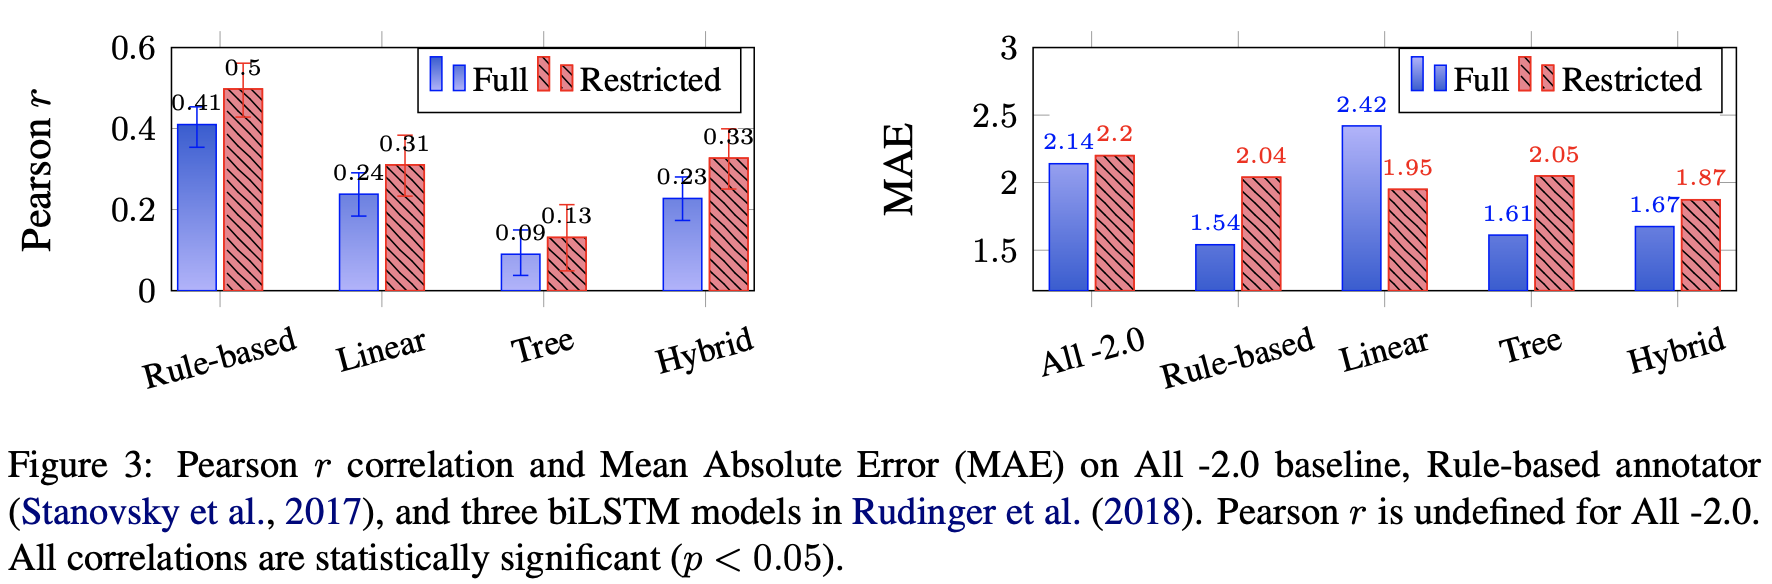 0.6
0.4
0.2
0
Pearson r
0.41
0.5
0.24
0.31
0.09
0.13
0.23
0.33
Full Restricted
Rule-based
Linear
Tree
Hybrid
3
2.5
2
1.5
MAE
2.14
2.2
1.54
2.04
2.42
1.95
1.61
2.05
1.67
1.87
Full Restricted
All -2.0
Rule-based
Linear
Tree
Hybrid
Figure 3: Pearson r correlation and Mean Absolute Error (MAE) on All -2.0 baseline, Rule-based annotator
(Stanovsky et al., 2017), and three biLSTM models in Rudinger et al. (2018). Pearson r is undefined for All -2.0.
All correlations are statistically significant (p < 0.05).